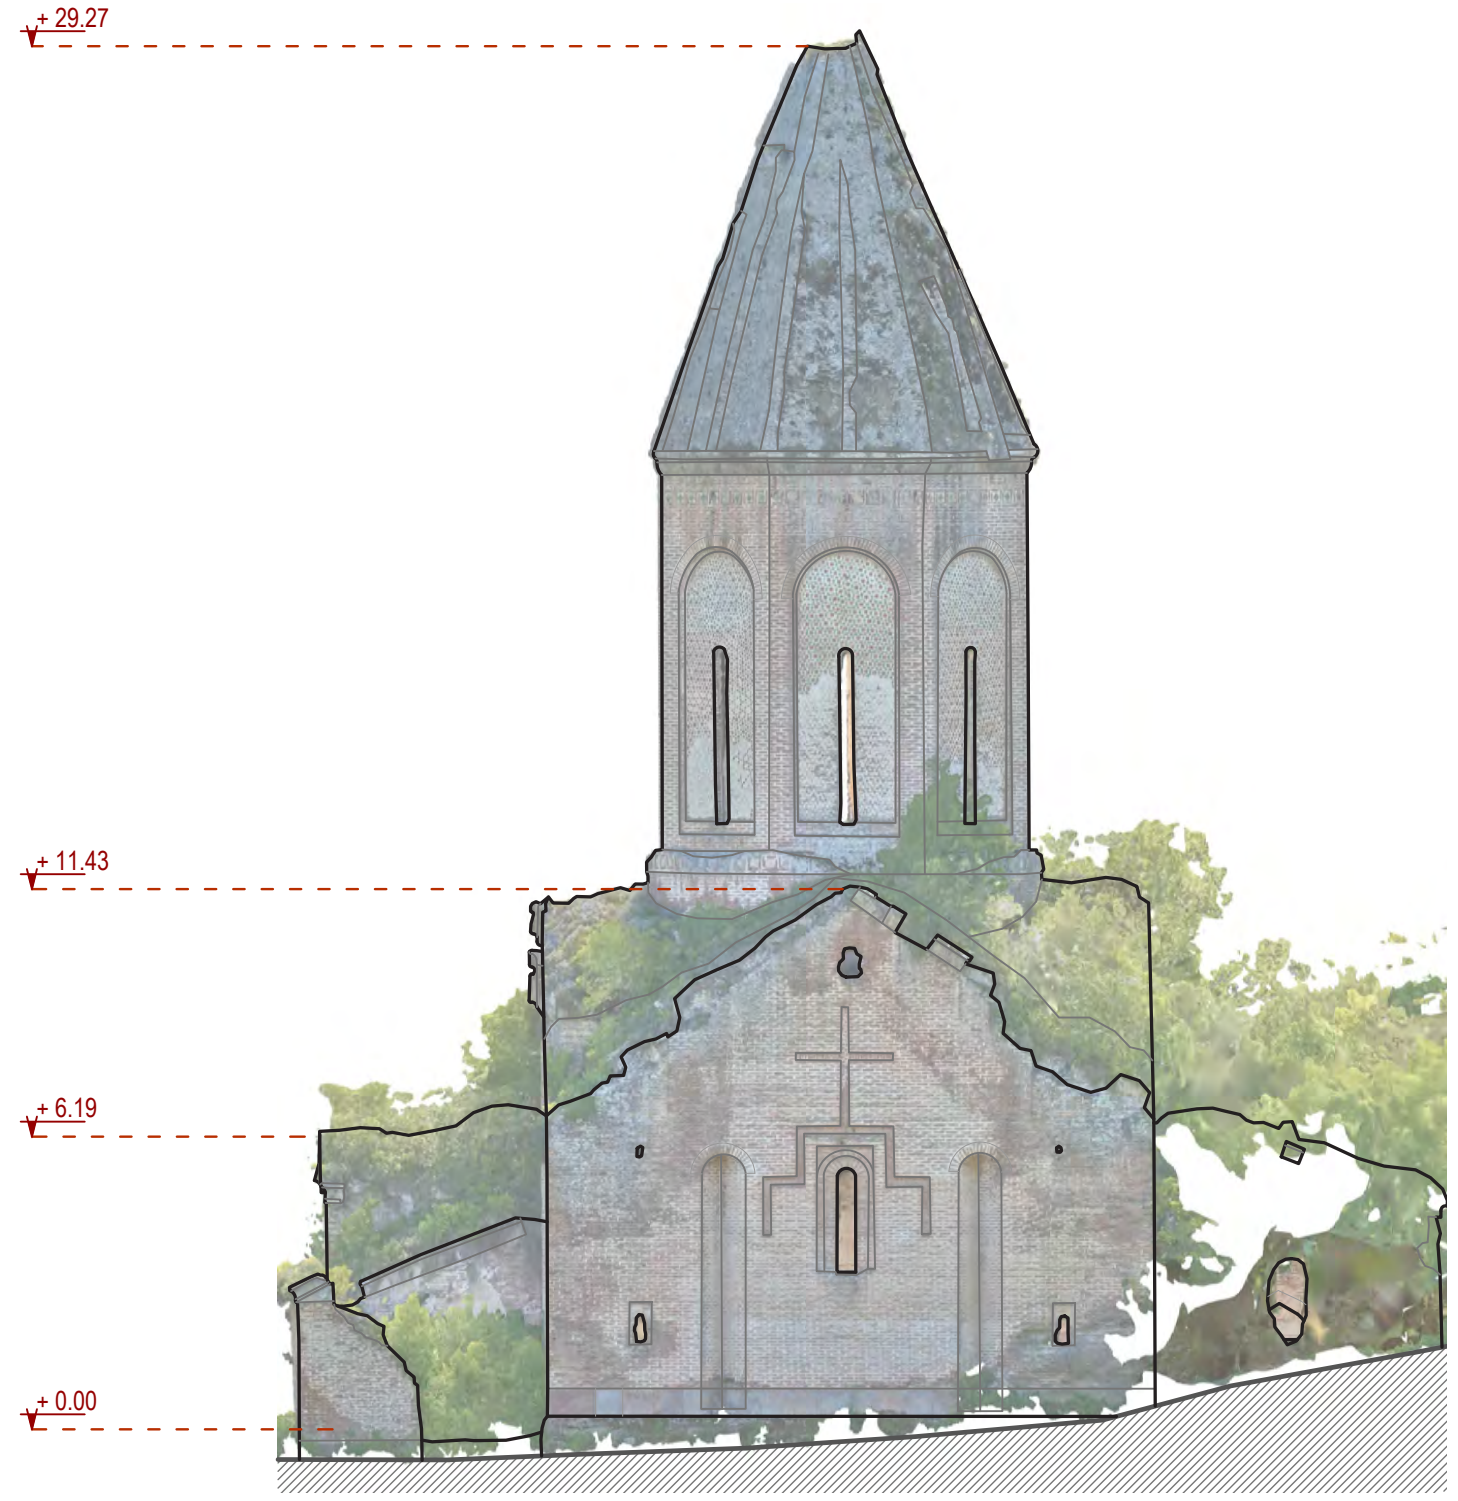 + 29.27
+ 11.43
+ 6.19
+ 0.00